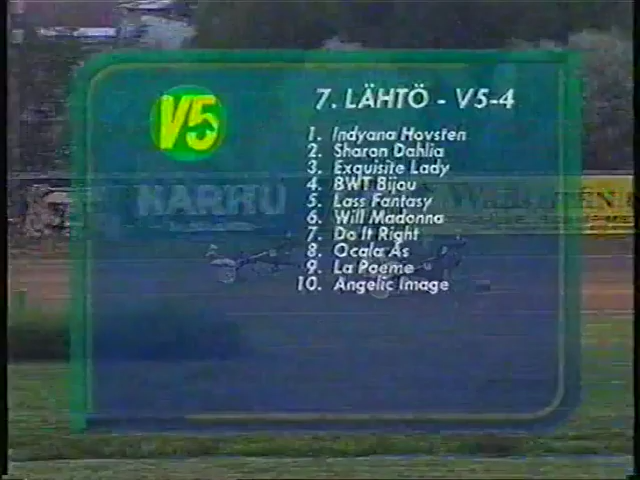 V5
7. LÄHTÖ - V5-4
1. Indyana Hovsten
2. Sharon Dahlia
3. Exquisite Lady
4. BWT Bijou
5. Lass Fantasy
6. Will Madonna
7. Do It Right
8. Ocala As
9. La Poeme
10. Angelic Image
KARHU